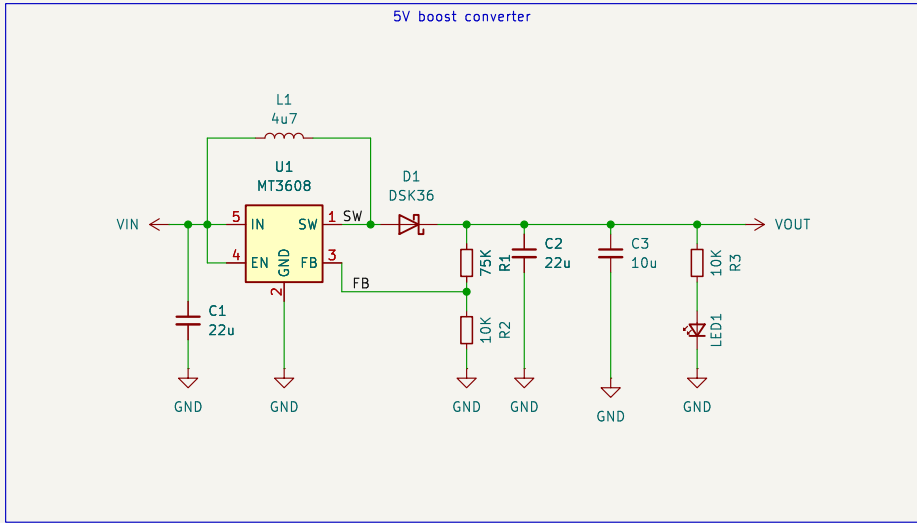 5V boost converter
L1
4u7
U1
MT3608
D1
DSK36
VIN
5
IN
SW
1
SW
4
EN
GND
FB
3
FB
2
VOUT
75K
R1
C2
22u
C3
10u
10K
R3
C1
22u
10K
R2
LED1
GND
GND
GND
GND
GND
GND